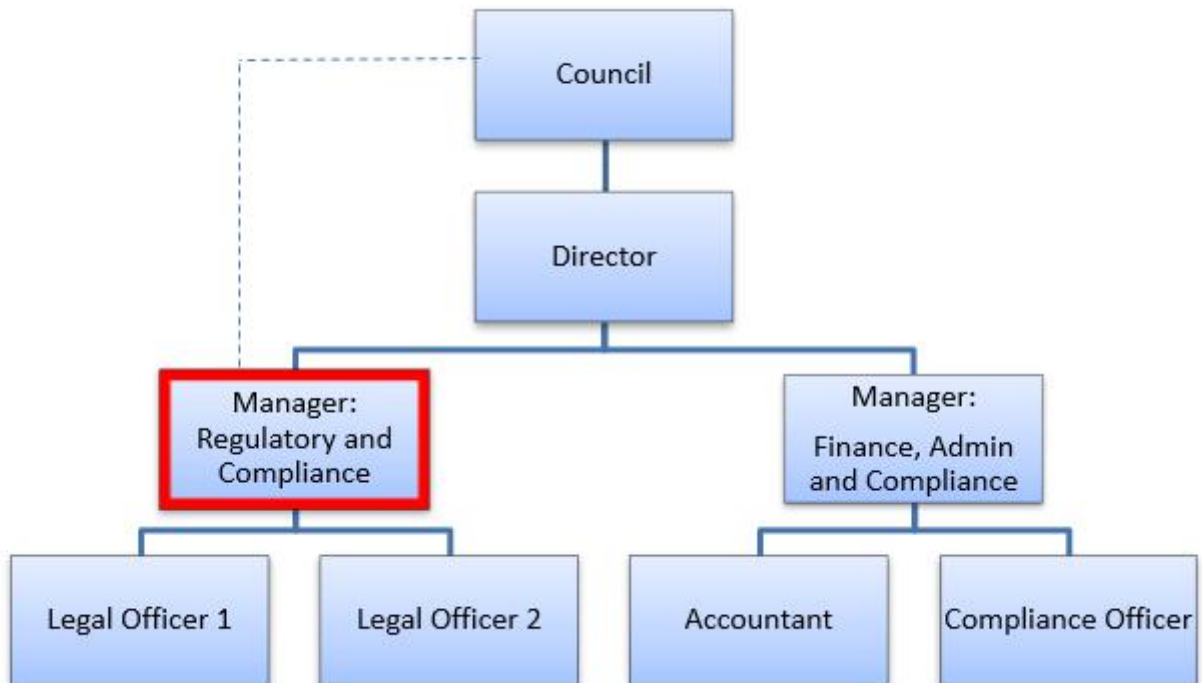 Council
Director
Manager:
Regulatory and
Compliance
Manager:
Finance, Admin
and Compliance
Legal Officer 1
Legal Officer 2
Accountant
Compliance Officer